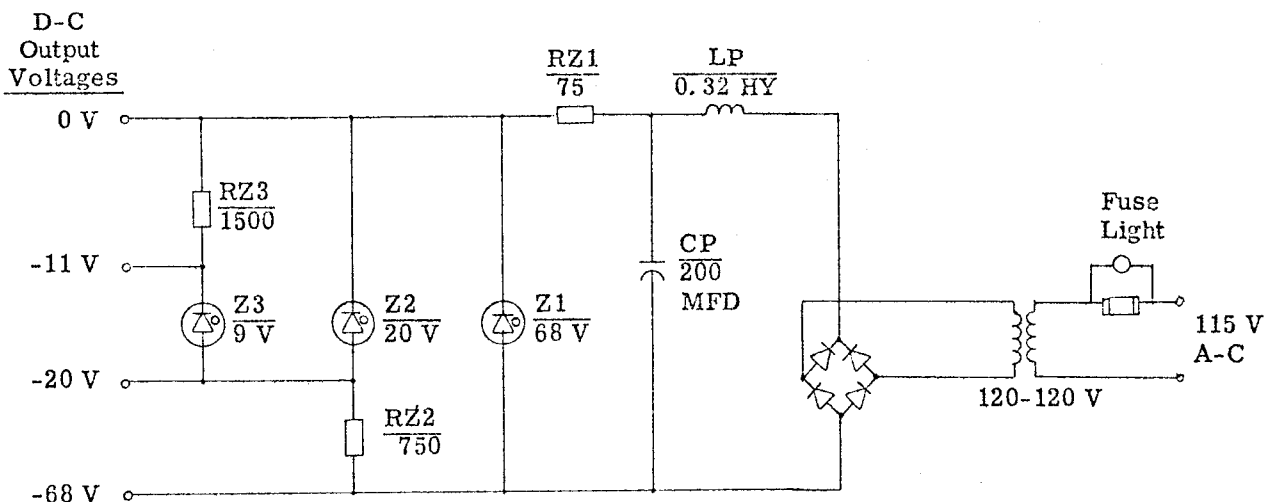 D-C
Output
Voltages
0 V
-11 V
-20 V
-68 V
RZ1
75
LP
0.32 HY
RZ3
1500
Z3
9 V
Z2
20 V
Z1
68 V
CP
200
MFD
RZ2
750
Fuse
Light
115 V
A-C
120-120 V